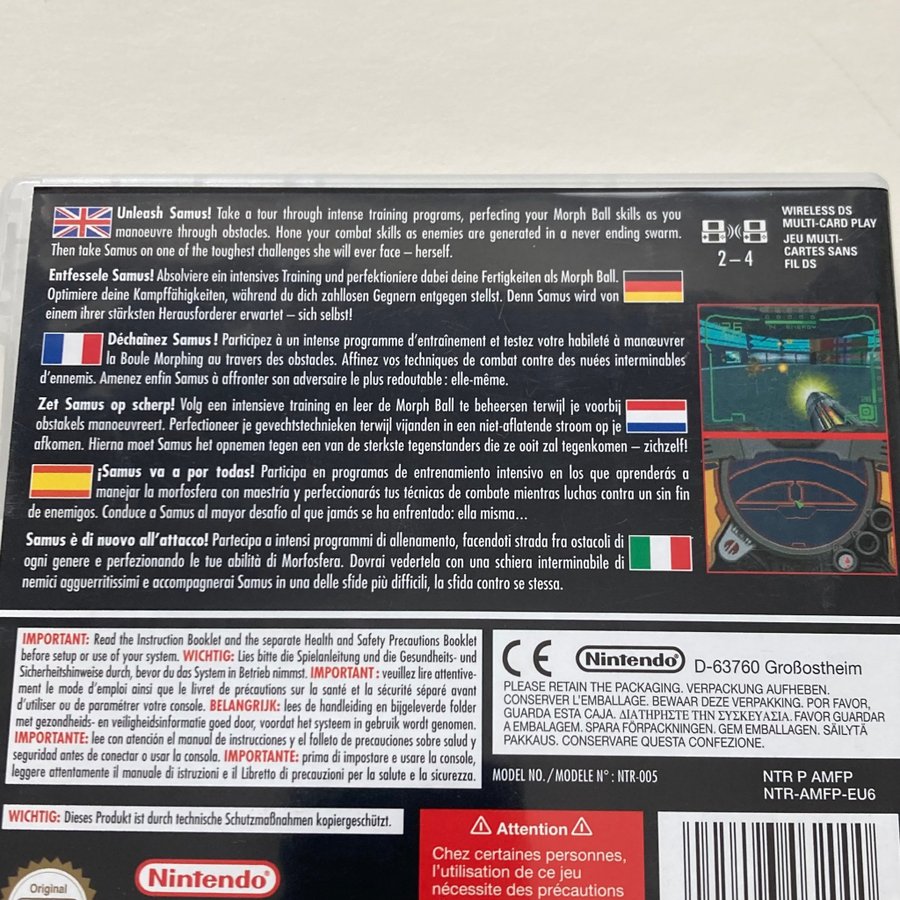 Unleash Samus! Take a tour through intense training programs, perfecting your Morph Ball skills as you
manoeuvre through obstacles. Hone your combat skills as enemies are generated in a never ending swarm.
Then take Samus on one of the toughest challenges she will ever face – herself.
Entfessele Samus! Absolviere ein intensives Training und perfektioniere dabei deine Fertigkeiten als Morph Ball.
Optimiere deine Kampffähigkeiten, während du dich zahllosen Gegnern entgegen stellst. Denn Samus wird von
einem ihrer stärksten Herausforderer erwartet – sich selbst!
Déchaînez Samus ! Participez à un intense programme d'entraînement et testez votre habileté à manœuvrer
la Boule Morphing au travers des obstacles. Affinez vos techniques de combat contre des nuées interminables
d'ennemis. Amenez enfin Samus à affronter son adversaire le plus redoutable : elle-même.
Zet Samus op scherp! Volg een intensieve training en leer de Morph Ball te beheersen terwijl je voorbij
obstakels manoeuvreert. Perfectioneer je gevechtstechnieken terwijl vijanden in een niet-aflatende stroom op je
afkomen. Hierna moet Samus het opnemen tegen een van de sterkste tegenstanders die ze ooit zal tegenkomen – zichzelf!
¡Samus va a por todas! Participa en programas de entrenamiento intensivo en los que aprenderás a
manejar la morfosfera con maestría y perfeccionarás tus técnicas de combate mientras luchas contra un sin fin
de enemigos. Conduce a Samus al mayor desafío al que jamás se ha enfrentado: ella misma...
Samus è di nuovo all'attacco! Partecipa a intensi programmi di allenamento, facendoti strada fra ostacoli di
ogni genere e perfezionando le tue abilità di Morfosfera. Dovrai vedertela con una schiera interminabile di
nemici agguerritissimi e accompagnerai Samus in una delle sfide più difficili, la sfida contro se stessa.
2–4
WIRELESS DS
MULTI-CARD PLAY
JEU MULTI-
CARTES SANS
FIL DS
ENERGY
IMPORTANT: Read the Instruction Booklet and the separate Health and Safety Precautions Booklet
before setup or use of your system. WICHTIG: Lies bitte die Spielanleitung und die Gesundheits- und
Sicherheitshinweise durch, bevor du das System in Betrieb nimmst. IMPORTANT : veuillez lire attentive-
ment le mode d'emploi ainsi que le livret de précautions sur la santé et la sécurité séparé avant
d'utiliser ou de paramétrer votre console. BELANGRIJK: lees de handleiding en bijgeleverde folder
met gezondheids- en veiligheidsinformatie goed door, voordat het systeem in gebruik wordt genomen.
IMPORTANTE: lee con atención el manual de instrucciones y el folleto de precauciones sobre salud y
seguridad antes de conectar o usar la consola. IMPORTANTE: prima di impostare e usare la console,
leggere attentamente il manuale di istruzioni e il Libretto di precauzioni per la salute e la sicurezza.
CE Nintendo D-63760 Großostheim
PLEASE RETAIN THE PACKAGING. VERPACKUNG AUFHEBEN.
CONSERVER L'EMBALLAGE. BEWAAR DEZE VERPAKKING. POR FAVOR,
GUARDA ESTA CAJA. ΔΙΑΤΗΡΗΣΤΕ ΤΗΝ ΣΥΣΚΕΥΑΣΙΑ. FAVOR GUARDAR
A EMBALAGEM. SPARA FÖRPACKNINGEN. GEM EMBALLAGEN. SÄILYTÄ
PAKKAUS. CONSERVARE QUESTA CONFEZIONE.
MODEL NO./MODELE N° : NTR-005
NTR P AMFP
NTR-AMFP-EU6
WICHTIG: Dieses Produkt ist durch technische Schutzmaßnahmen kopiergeschützt.
Attention
Chez certaines personnes,
l'utilisation de ce jeu
nécessite des précautions
Original
Nintendo